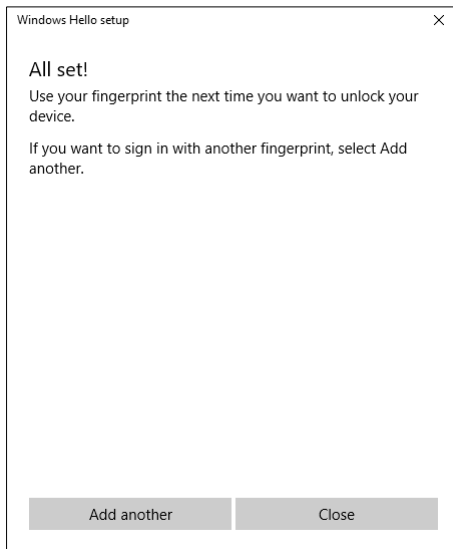 Windows Hello setup
All set!
Use your fingerprint the next time you want to unlock your
device.
If you want to sign in with another fingerprint, select Add
another.
Add another
Close